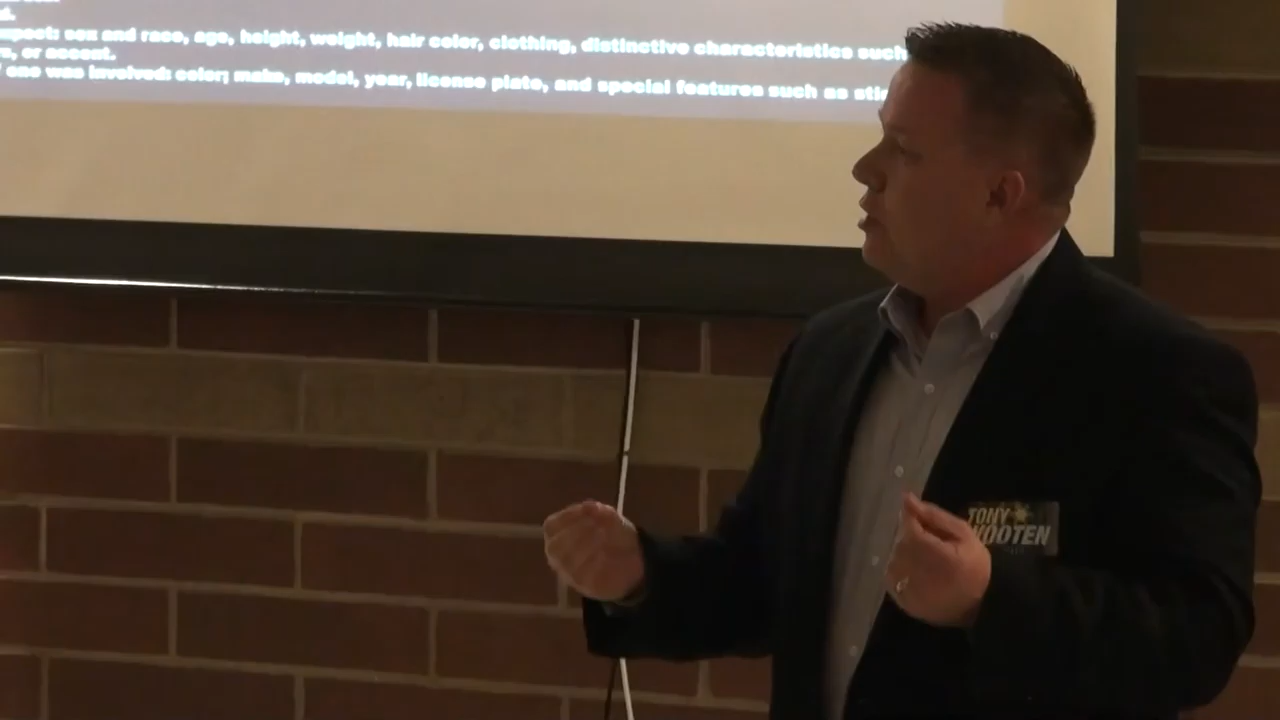 spect: sex and race, age, height, weight, hair color, clothing, distinctive characteristics such
or accent.
one was involved: color; make, model, year, license plate, and special features such as
TONY
WOOTEN